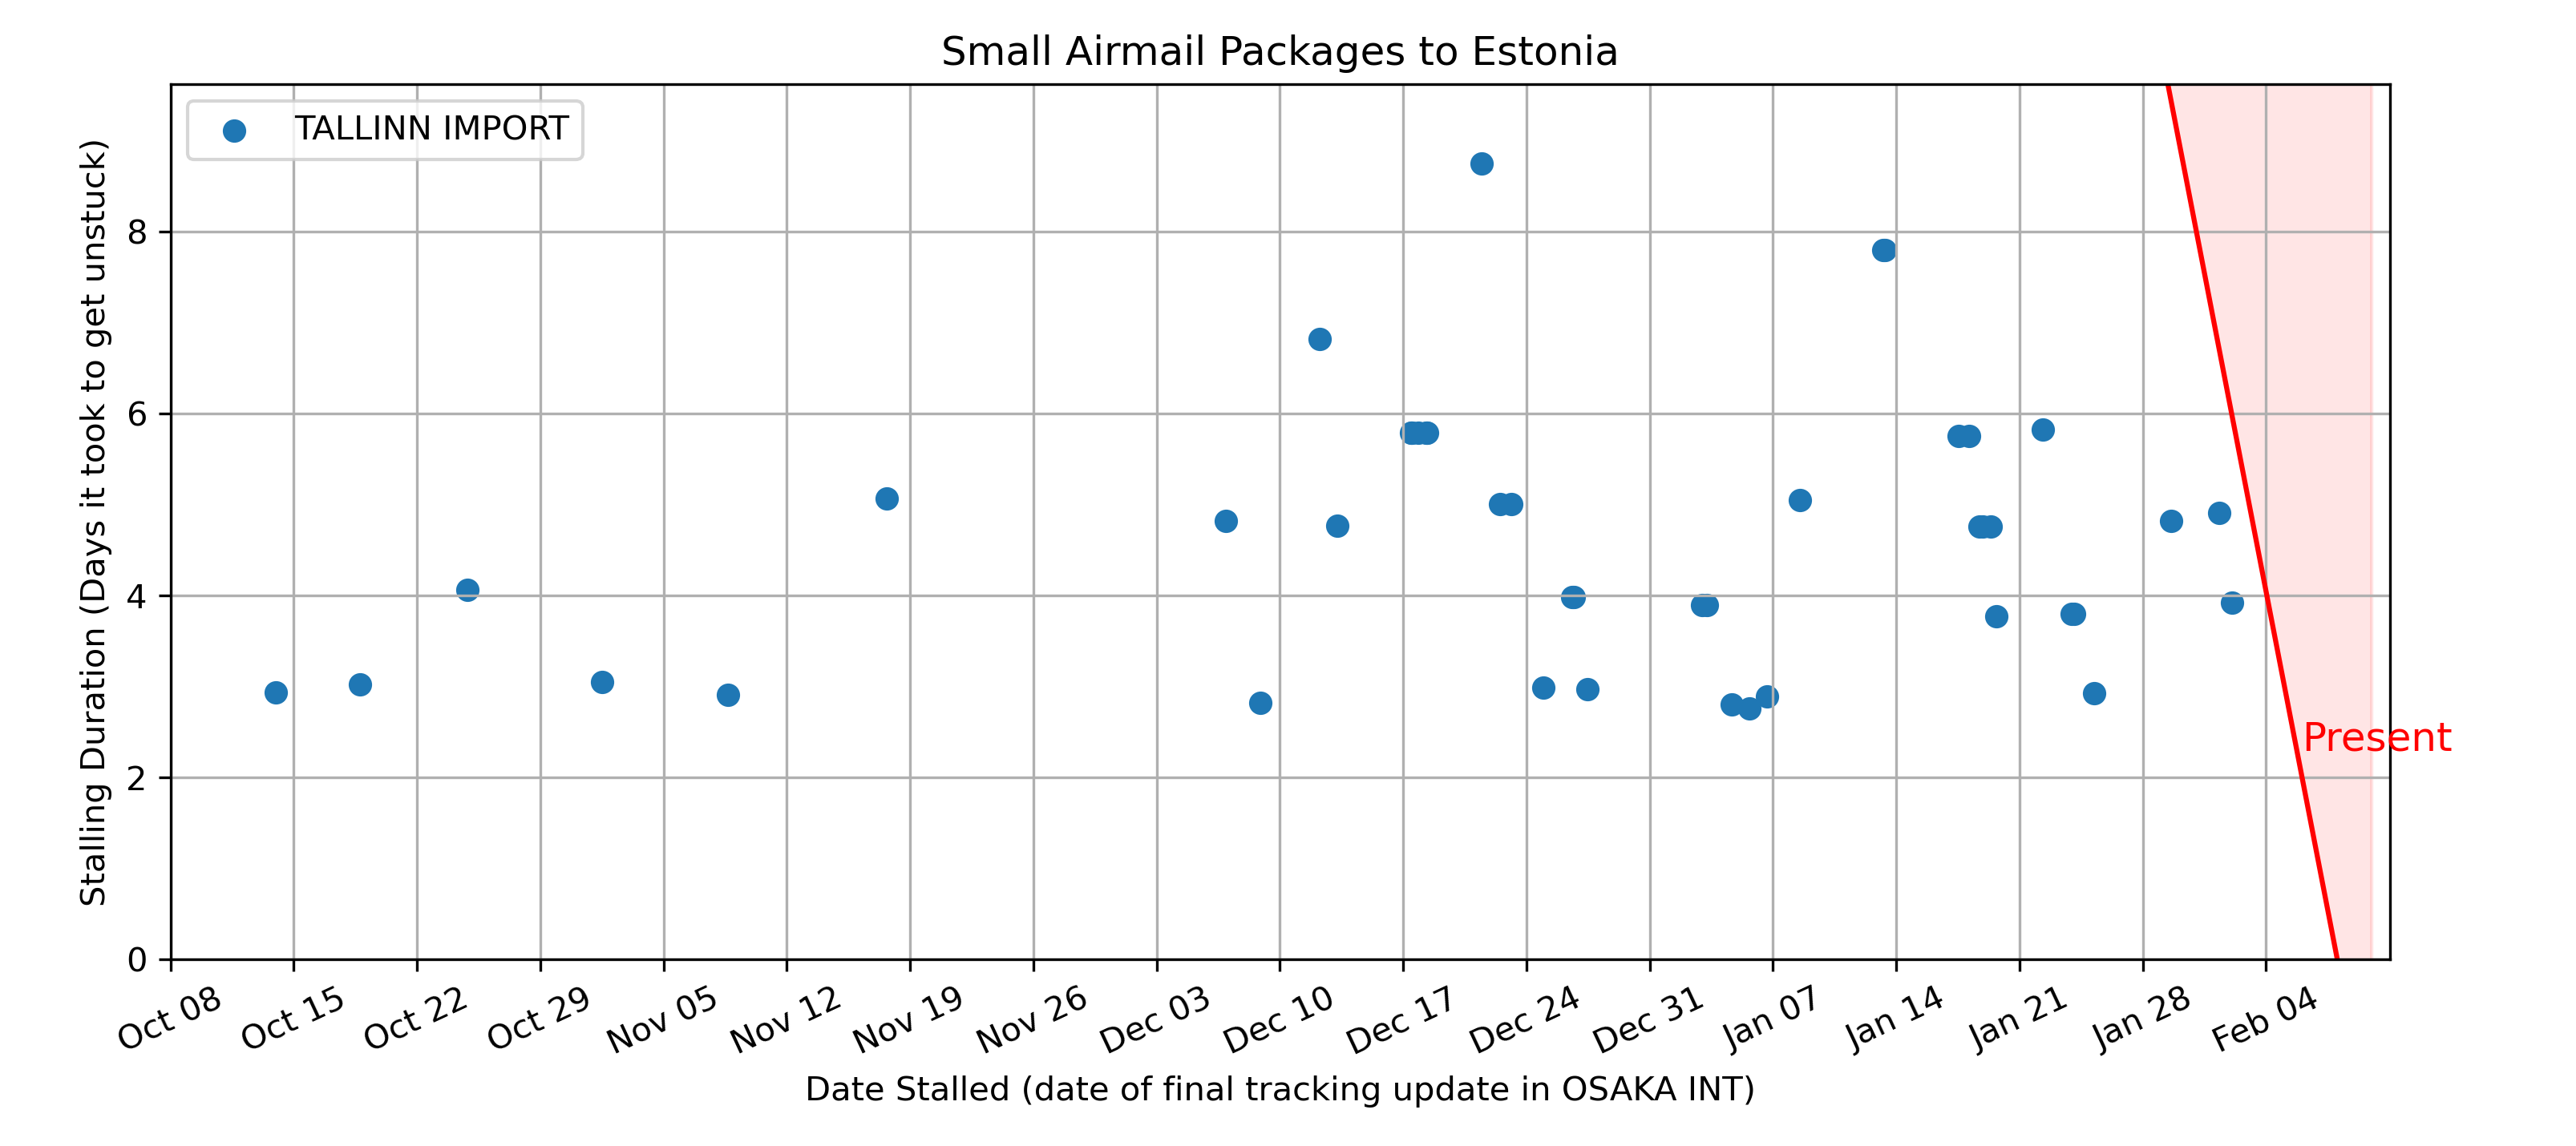 Small Airmail Packages to Estonia
TALLINN IMPORT
Stalling Duration (Days it took to get unstuck)
8
6
4
2
0
Present
Oct 08
Oct 15
Oct 22
Oct 29
Nov 05
Nov 12
Nov 19
Nov 26
Dec 03
Dec 10
Dec 17
Dec 24
Dec 31
Jan 07
Jan 14
Jan 21
Jan 28
Feb 04
Date Stalled (date of final tracking update in OSAKA INT)